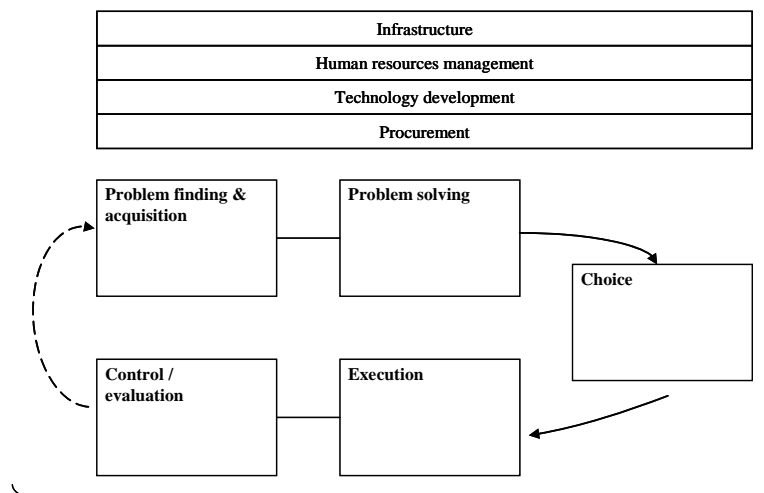 Infrastructure
Human resources management
Technology development
Procurement
Problem finding &
acquisition
Problem solving
Choice
Control /
evaluation
Execution